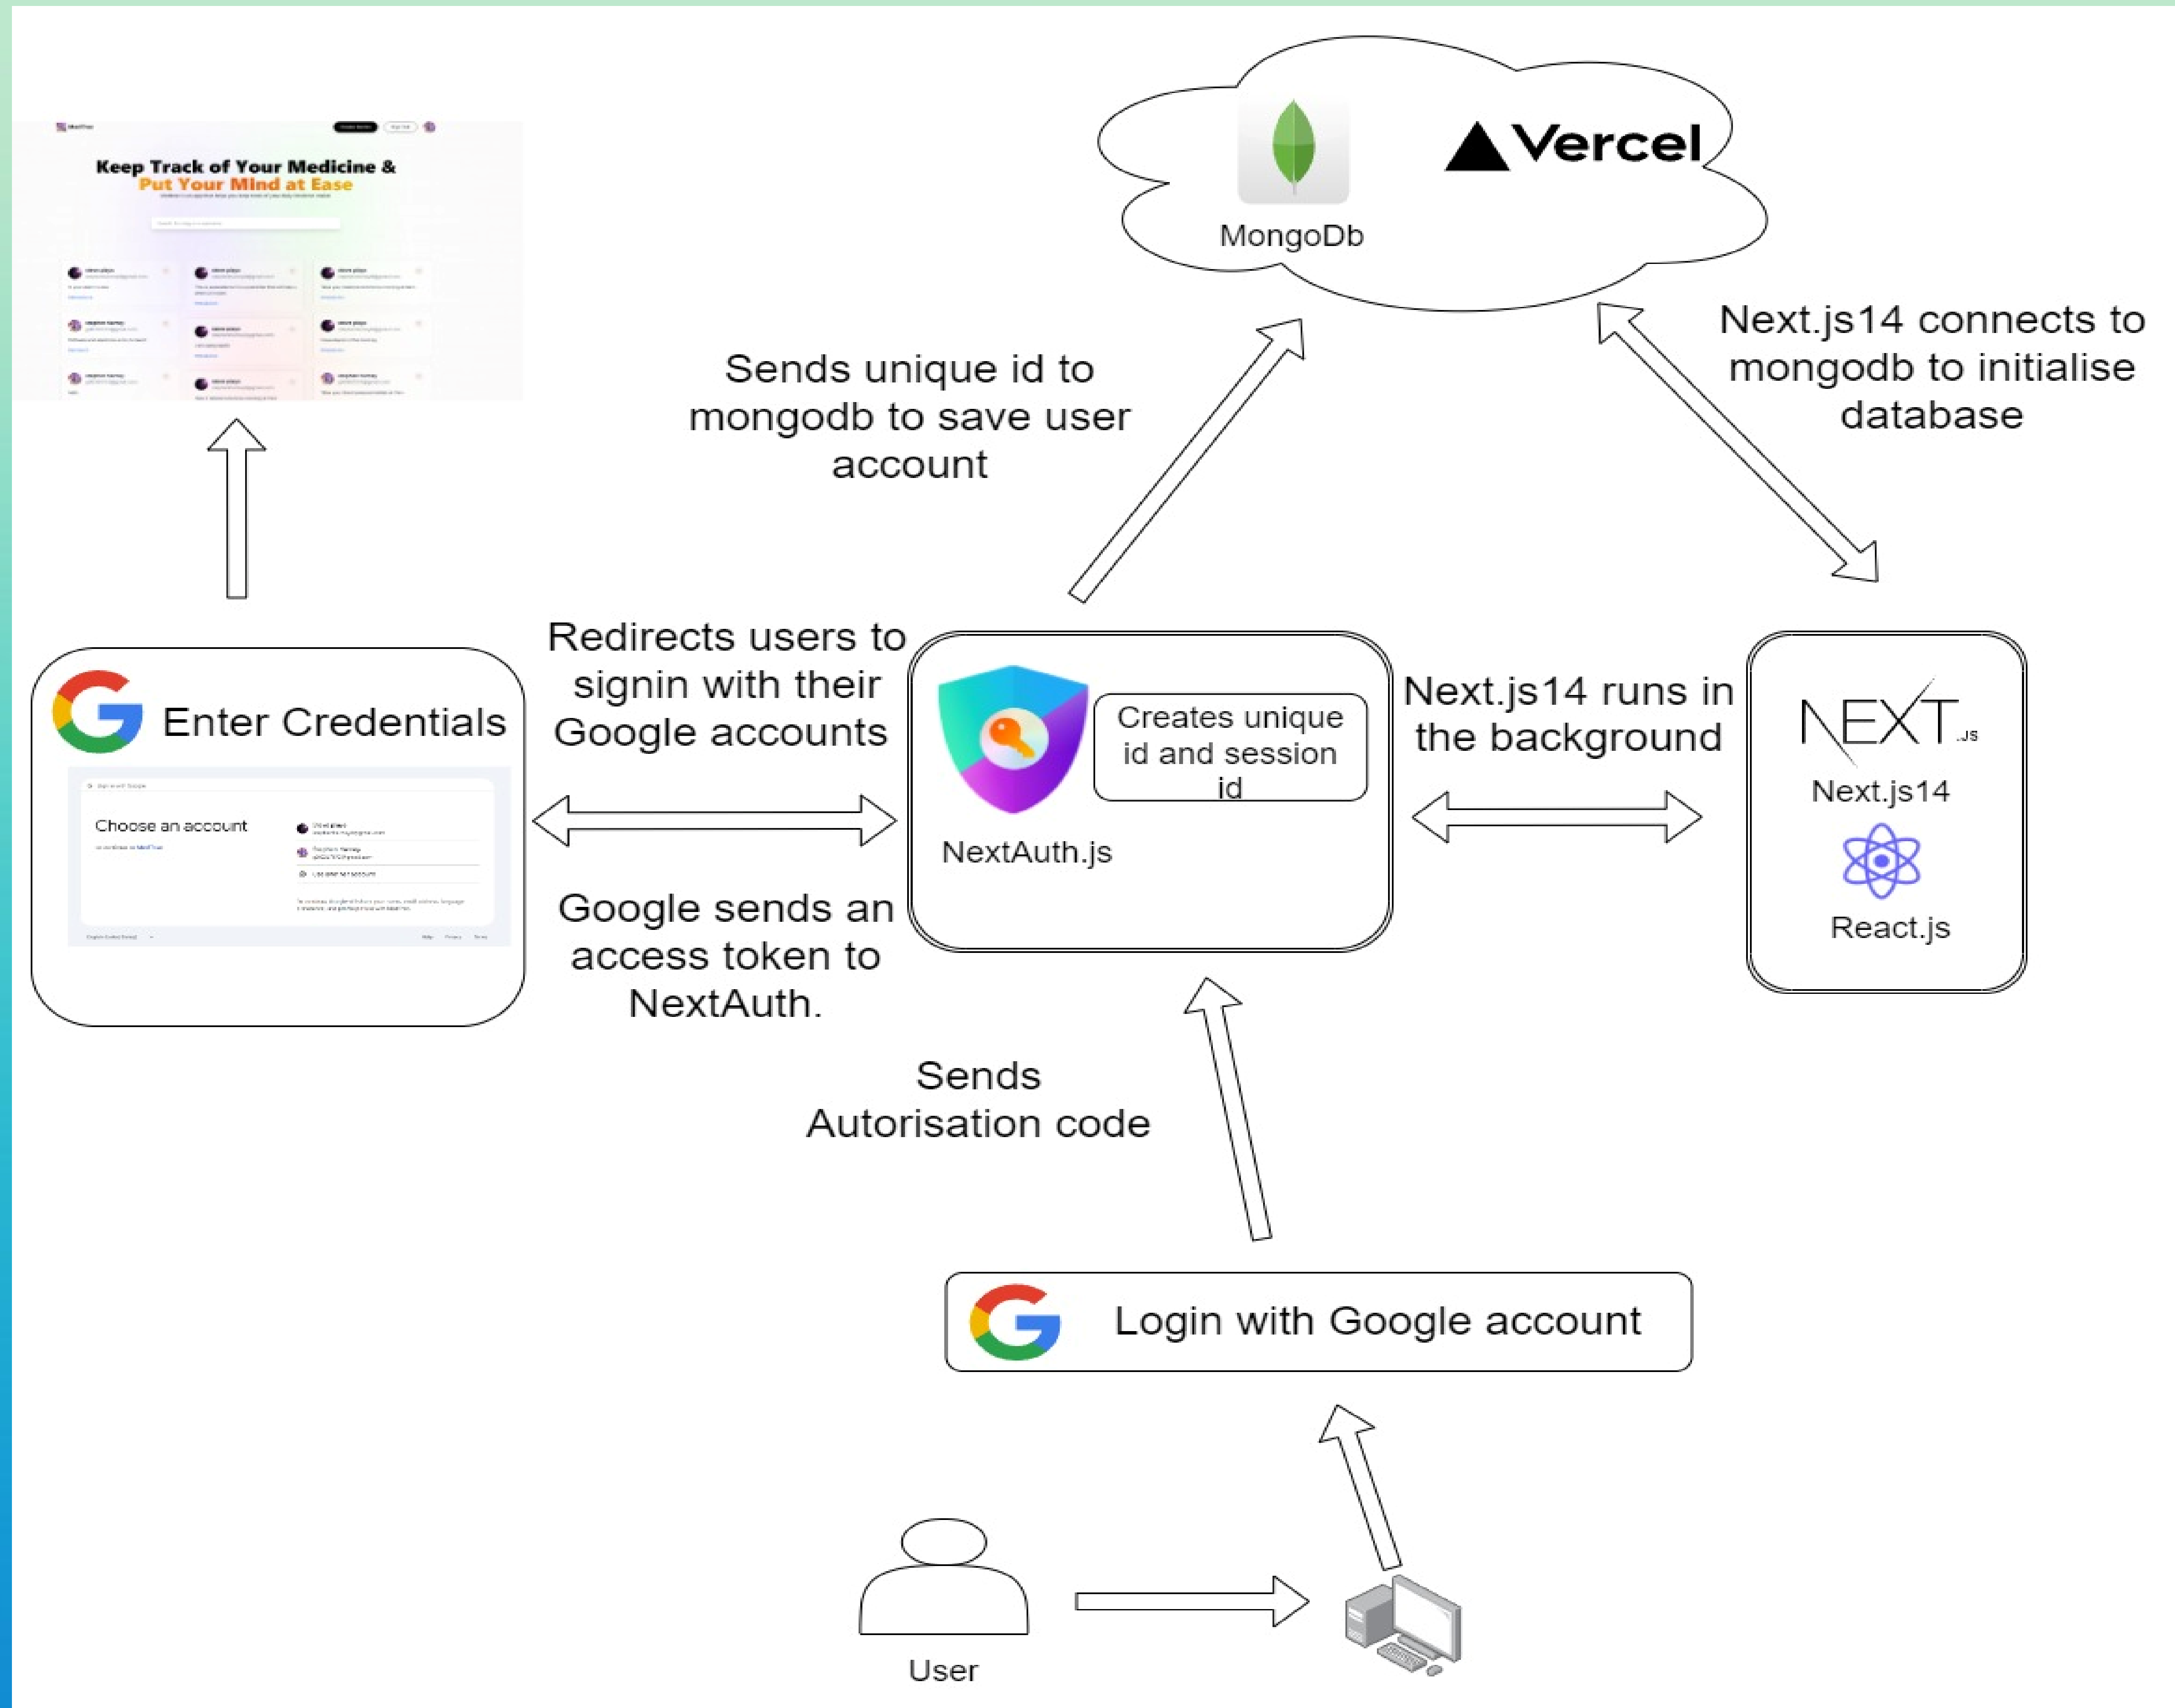 Keep Track of Your Medicine &
Put Your Mind at Ease
Vercel
MongoDb
Sends unique id to
mongodb to save user
account
Next.js14 connects to
mongodb to initialise
database
Enter Credentials
Choose an account
Redirects users to
signin with their
Google accounts
Google sends an
access token to
NextAuth.
Creates unique
id and session
id
NextAuth.js
Next.js14 runs in
the background
NEXT.JS
Next.js14
React.js
Sends
Autorisation code
Login with Google account
User